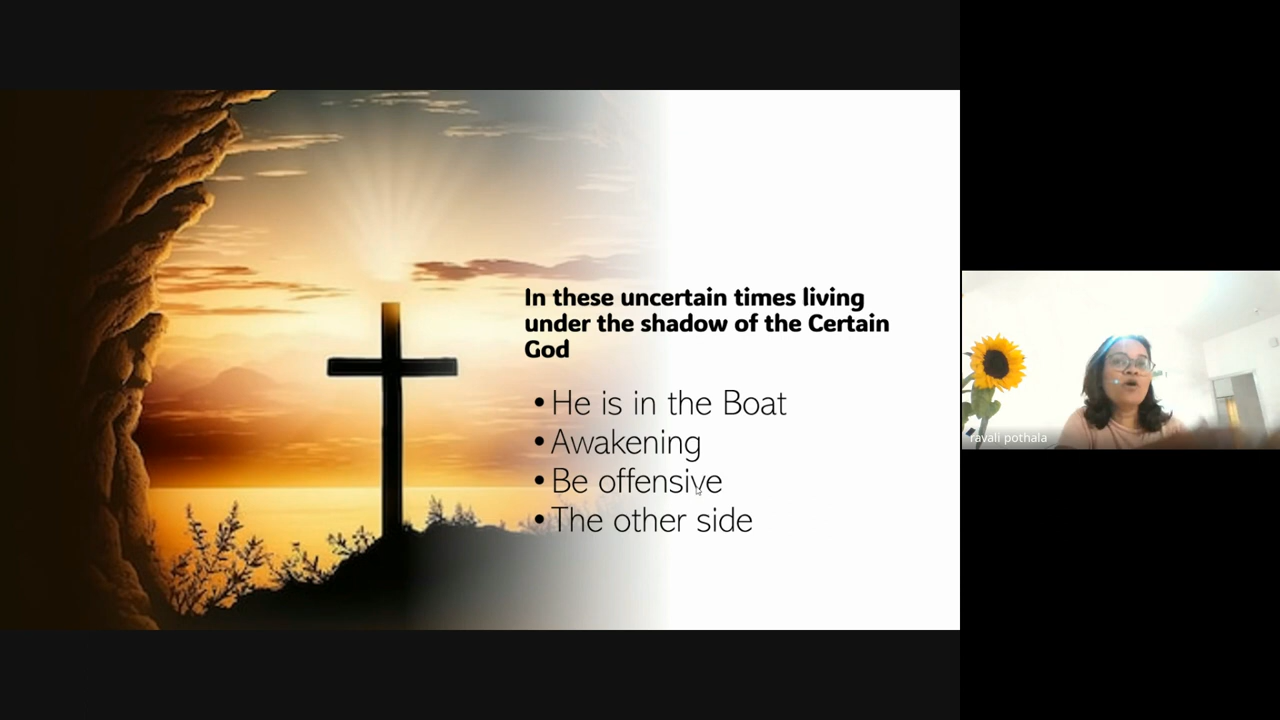 In these uncertain times living
under the shadow of the Certain
God
• He is in the Boat
• Awakening
• Be offensive
• The other side
ravali pothala